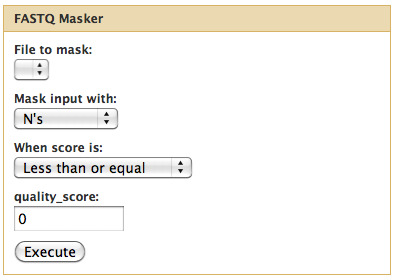 FASTQ Masker
File to mask:
Mask input with:
N's
When score is:
Less than or equal
quality_score:
0
Execute